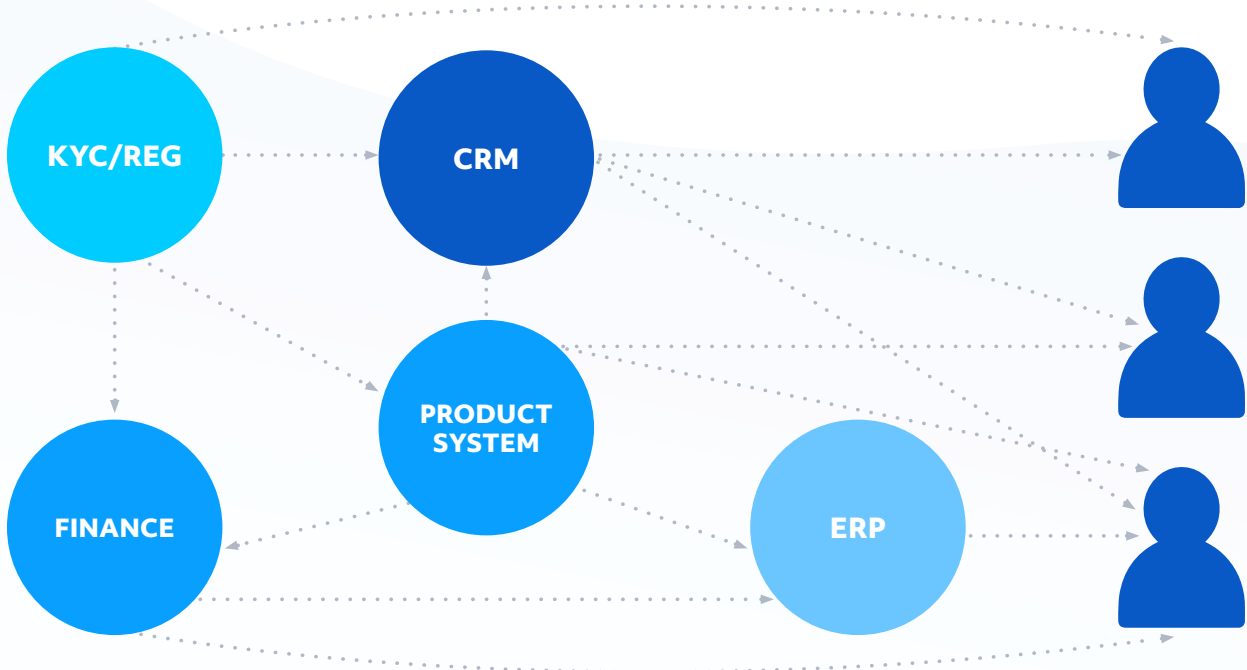 KYC/REG
CRM
PRODUCT
SYSTEM
FINANCE
ERP